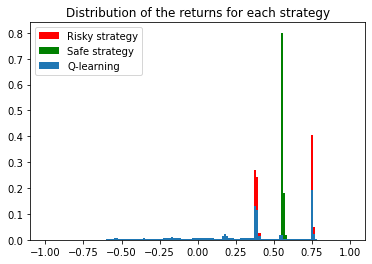 Distribution of the returns for each strategy
Risky strategy
Safe strategy
Q-learning
0.8
0.7
0.6
0.5
0.4
0.3
0.2
0.1
0.0
-1.00 -0.75 -0.50 -0.25 0.00 0.25 0.50 0.75 1.00